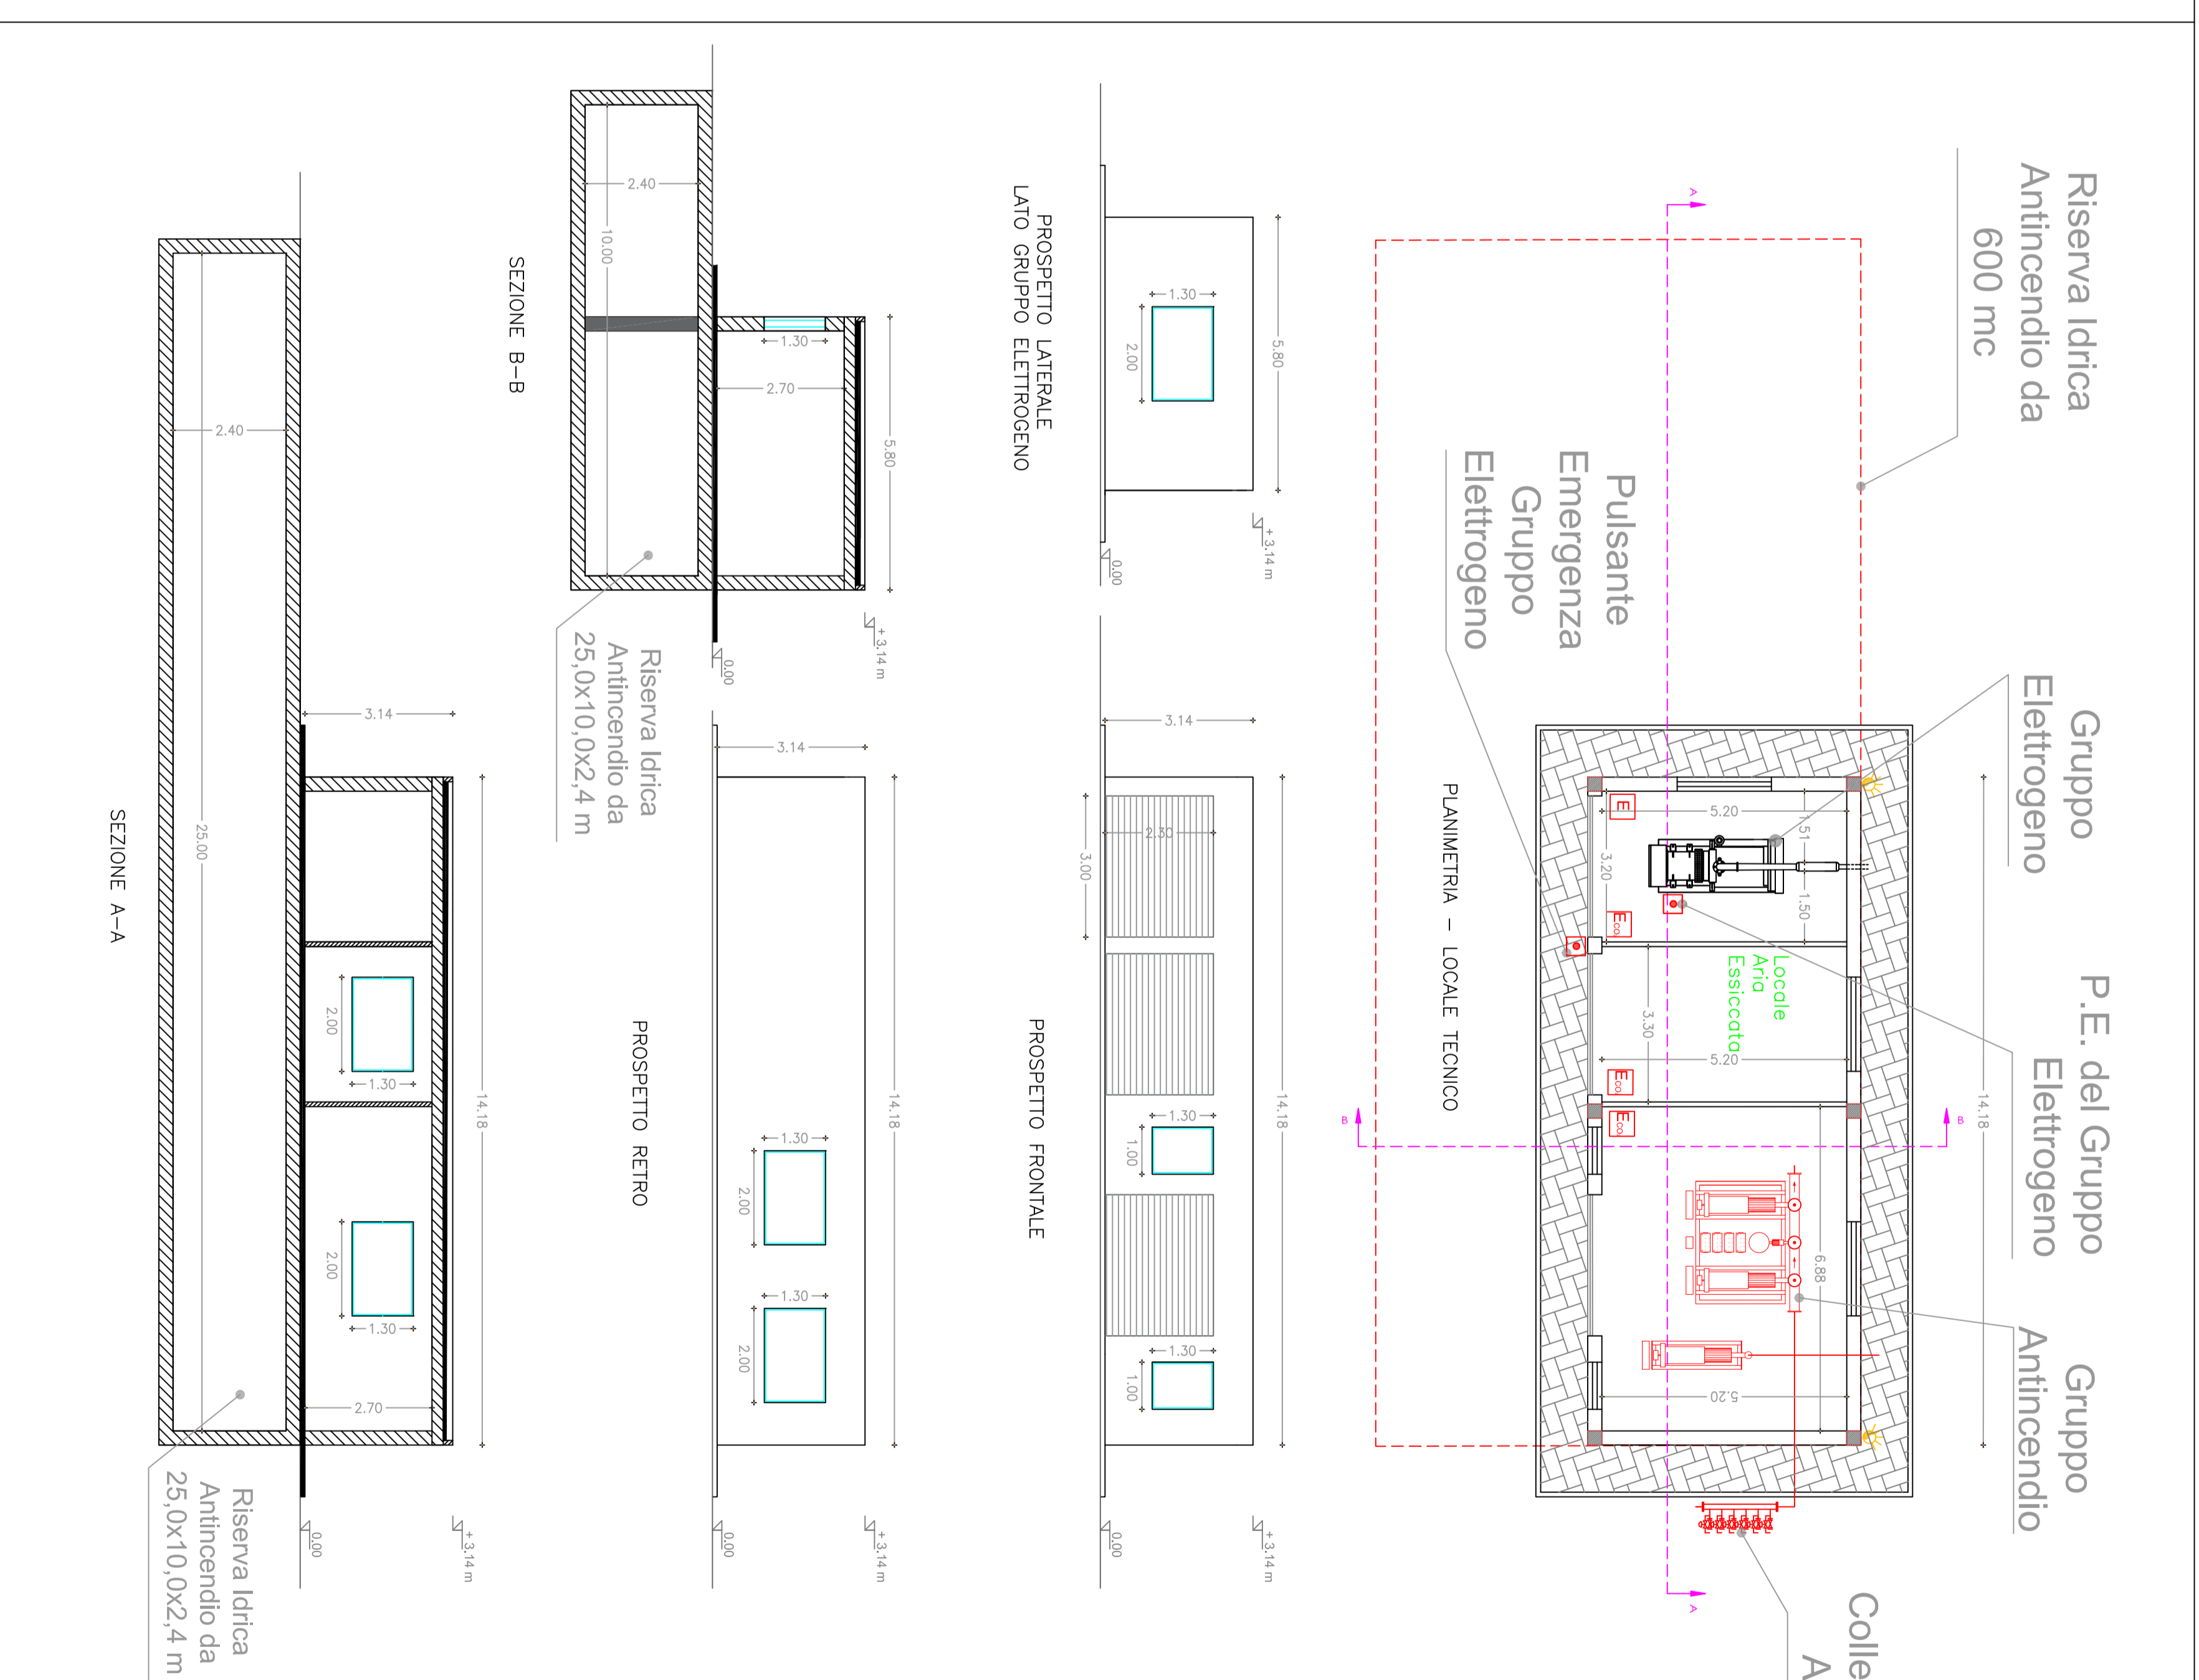 Riserva Idrica
Antincendio da
600 mc
Gruppo
Elettrogeno
P.E. del Gruppo
Elettrogeno
Gruppo
Antincendio
Colle
A
Pulsante
Emergenza
Gruppo
Elettrogeno
A
A
B
B
14.18
5.20
1.51
3.20
1.50
E
E CO
Locale
Aria
Essiccata
3.30
5.20
E CO
E CO
6.88
5.20
PLANIMETRIA - LOCALE TECNICO
5.80
1.30
2.00
+3.14 m
0.00
PROSPETTO LATERALE
LATO GRUPPO ELETTROGENO
14.18
3.14
2.30
3.00
1.30
1.00
1.30
1.00
+3.14 m
0.00
PROSPETTO FRONTALE
5.80
1.30
2.70
2.40
10.00
+3.14 m
0.00
Riserva Idrica
Antincendio da
25,0x10,0x2,4 m
SEZIONE B-B
14.18
3.14
1.30
2.00
1.30
2.00
+3.14 m
0.00
PROSPETTO RETRO
14.18
3.14
2.00
1.30
2.00
1.30
2.70
2.40
25.00
+3.14 m
0.00
Riserva Idrica
Antincendio da
25,0x10,0x2,4 m
SEZIONE A-A